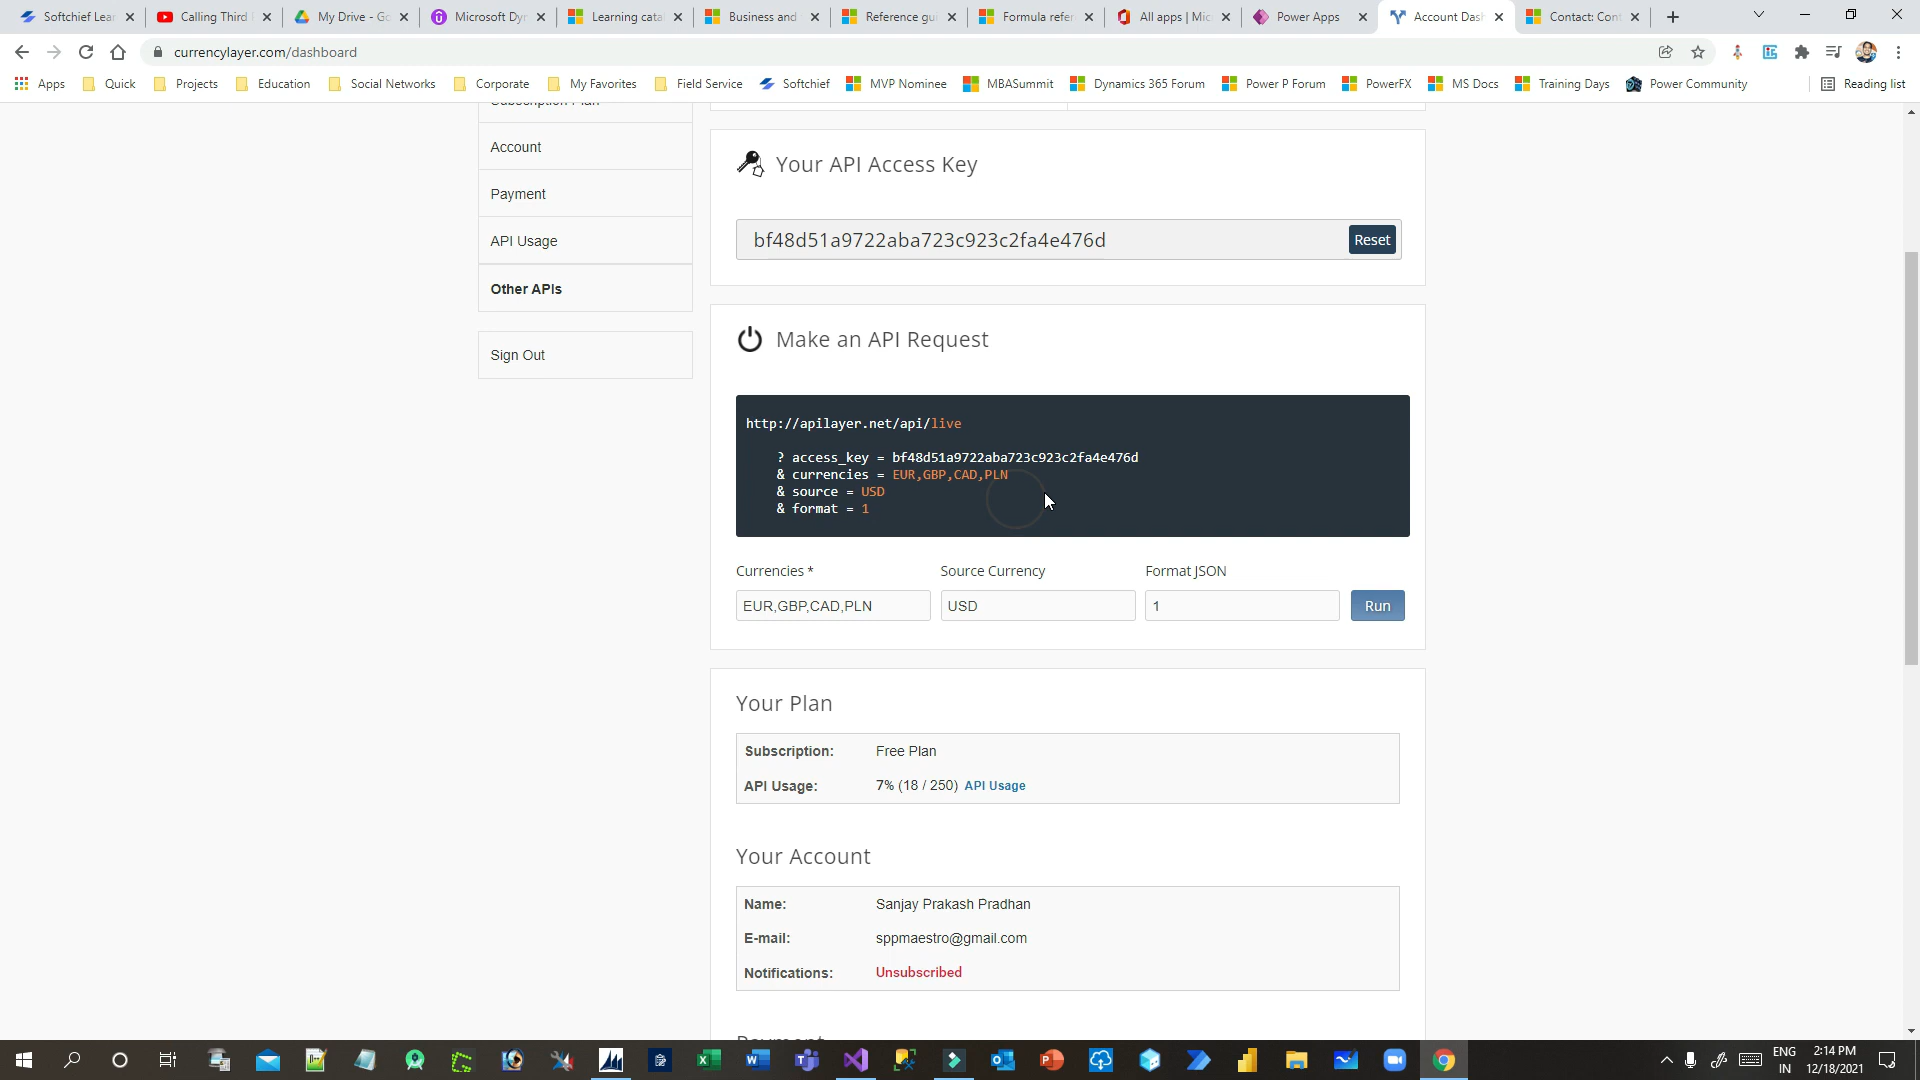 Softchief Lear
Calling Third
My Drive - Go
Microsoft Dyn
Learning cata
Business and
Reference gu
Formula refer
All apps | Mic
Power Apps
Account Dash
Contact: Cont
currencylayer.com/dashboard
Apps
Quick
Projects
Education
Social Networks
Corporate
My Favorites
Field Service
Softchief
MVP Nominee
MBASummit
Dynamics 365 Forum
Power P Forum
PowerFX
MS Docs
Training Days
Power Community
Reading list
Subscription Plan
Account
Payment
API Usage
Other APIs
Sign Out
Your API Access Key
bf48d51a9722aba723c923c2fa4e476d
Reset
Make an API Request
http://apilayer.net/api/live
? access_key = bf48d51a9722aba723c923c2fa4e476d
& currencies = EUR,GBP,CAD,PLN
& source = USD
& format = 1
Currencies *
Source Currency
Format JSON
EUR,GBP,CAD,PLN
USD
1
Run
Your Plan
Subscription: Free Plan
API Usage: 7% (18 / 250) API Usage
Your Account
Name: Sanjay Prakash Pradhan
E-mail: sppmaestro@gmail.com
Notifications: Unsubscribed
Payment
ENG
IN
2:14 PM
12/18/2021